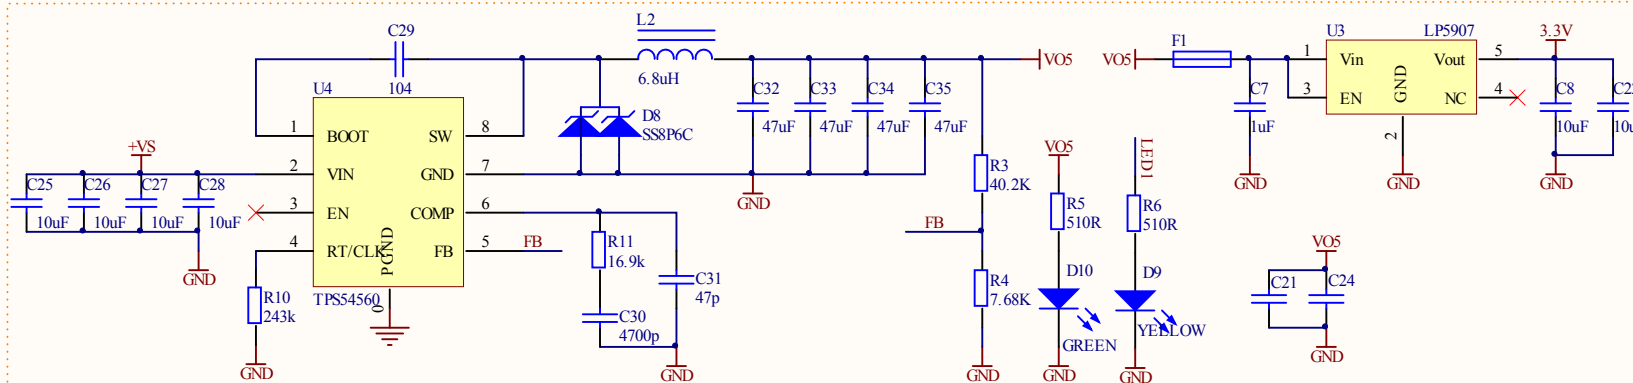 C29
104
L2
6.8uH
U4
1
BOOT
2
VIN
3
EN
4
RT/CLK
SW
8
GND
7
COMP
6
FB
5
FB
PGND
0
TPS54560
+VS
C25
10uF
C26
10uF
C27
10uF
C28
10uF
GND
R10
243k
GND
D8
SS8P6C
C32
47uF
C33
47uF
C34
47uF
C35
47uF
GND
R11
16.9k
C30
4700p
C31
47p
GND
VO5
R3
40.2K
FB
R4
7.68K
GND
VO5
R5
510R
D10
GREEN
GND
LED1
R6
510R
D9
YELLOW
GND
VO5
F1
C7
1uF
GND
U3
LP5907
1
Vin
3
EN
GND
2
GND
Vout
5
NC
4
3.3V
C8
10uF
GND
VO5
C21
C24
GND